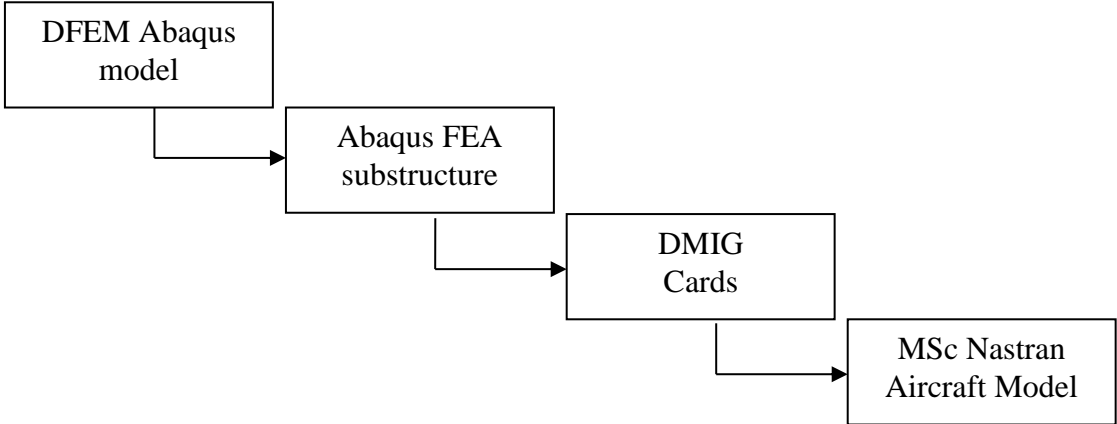 DFEM Abaqus
model
Abaqus FEA
substructure
DMIG
Cards
MSc Nastran
Aircraft Model